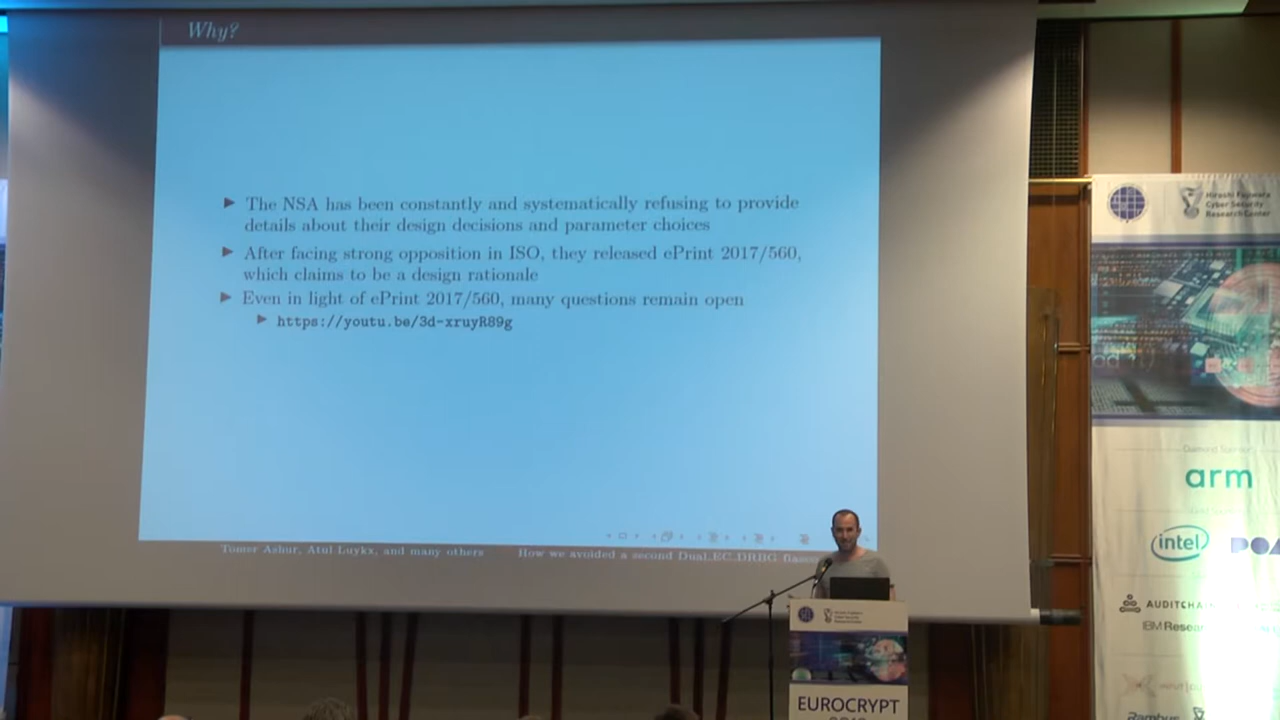 Why?
▶ The NSA has been constantly and systematically refusing to provide
details about their design decisions and parameter choices
▶ After facing strong opposition in ISO, they released ePrint 2017/560,
which claims to be a design rationale
▶ Even in light of ePrint 2017/560, many questions remain open
▶ https://youtu.be/3d-xruyR89g
Tomer Ashur, Atul Luykx, and many others
How we avoided a second Dual EC DRBG
Hiroshi Fujiwara
Cyber Security
Research Center
arm
intel
AUDITCHA
IBM Resear
Rambus
EUROCRYPT